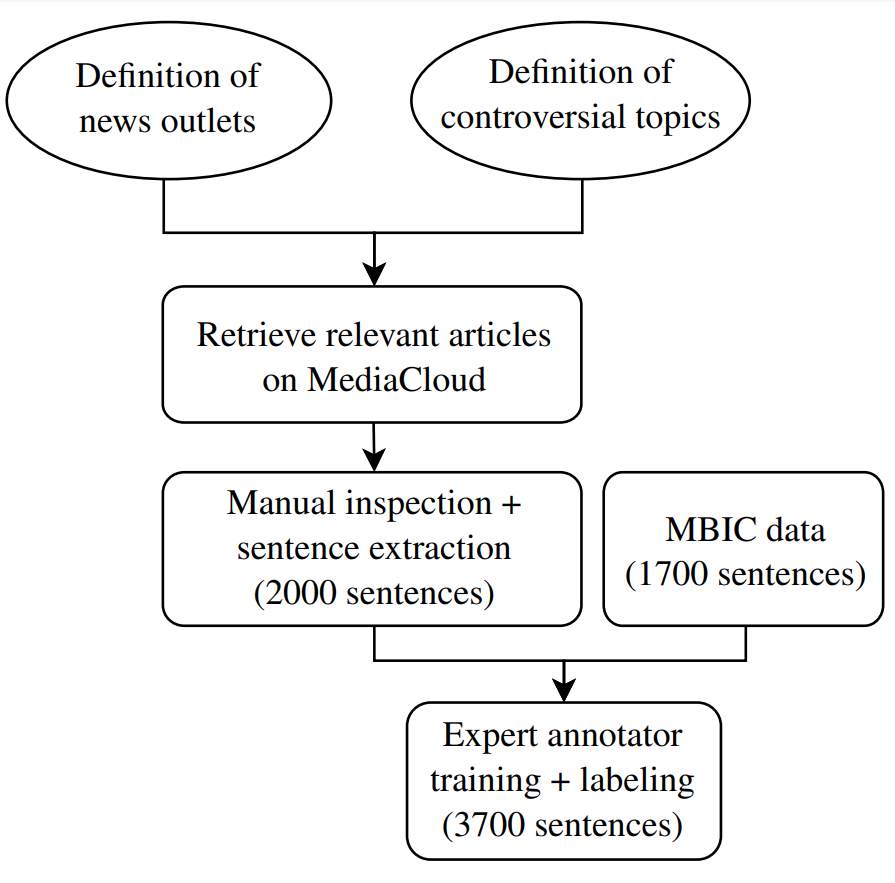 Definition of
news outlets
Definition of
controversial topics
Retrieve relevant articles
on MediaCloud
Manual inspection +
sentence extraction
(2000 sentences)
MBIC data
(1700 sentences)
Expert annotator
training + labeling
(3700 sentences)